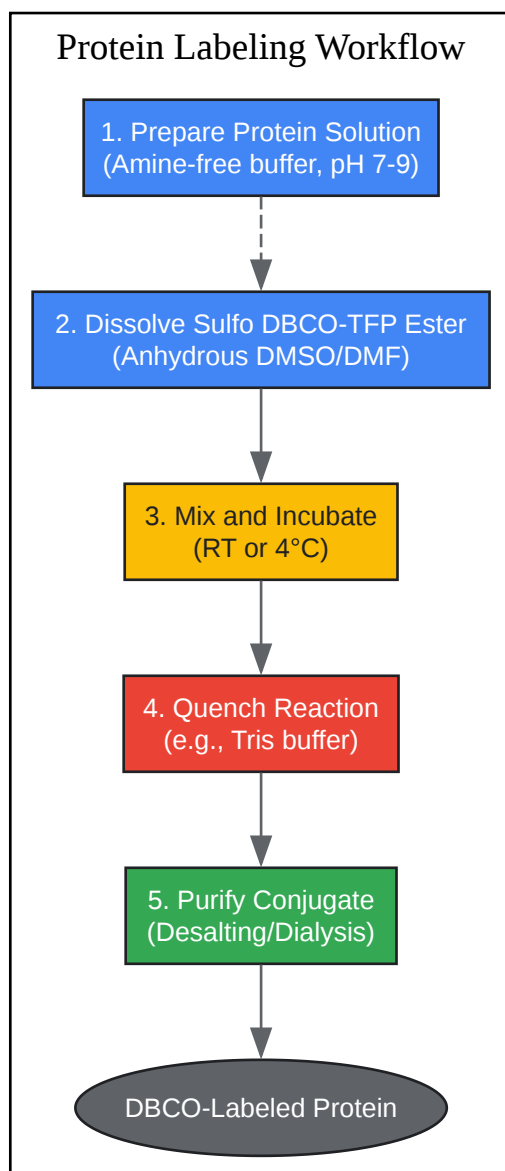 Protein Labeling Workflow
1. Prepare Protein Solution
(Amine-free buffer, pH 7-9)
2. Dissolve Sulfo DBCO-TFP Ester
(Anhydrous DMSO/DMF)
3. Mix and Incubate
(RT or 4°C)
4. Quench Reaction
(e.g., Tris buffer)
5. Purify Conjugate
(Desalting/Dialysis)
DBCO-Labeled Protein